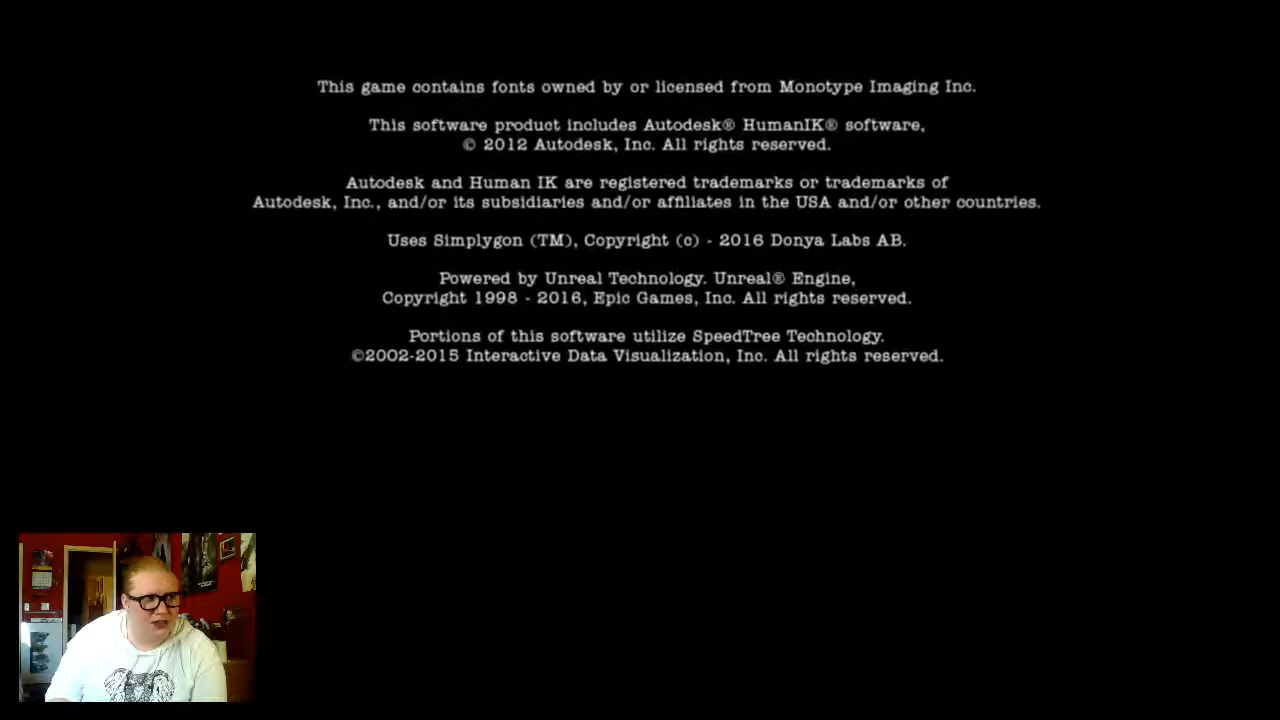 This game contains fonts owned by or licensed from Monotype Imaging Inc.
This software product includes Autodesk® HumanIK® software,
© 2012 Autodesk, Inc. All rights reserved.
Autodesk and Human IK are registered trademarks or trademarks of
Autodesk, Inc., and/or its subsidiaries and/or affiliates in the USA and/or other countries.
Uses Simplygon (TM), Copyright (c) - 2016 Donya Labs AB.
Powered by Unreal Technology. Unreal® Engine,
Copyright 1998 - 2016, Epic Games, Inc. All rights reserved.
Portions of this software utilize SpeedTree Technology.
©2002-2015 Interactive Data Visualization, Inc. All rights reserved.